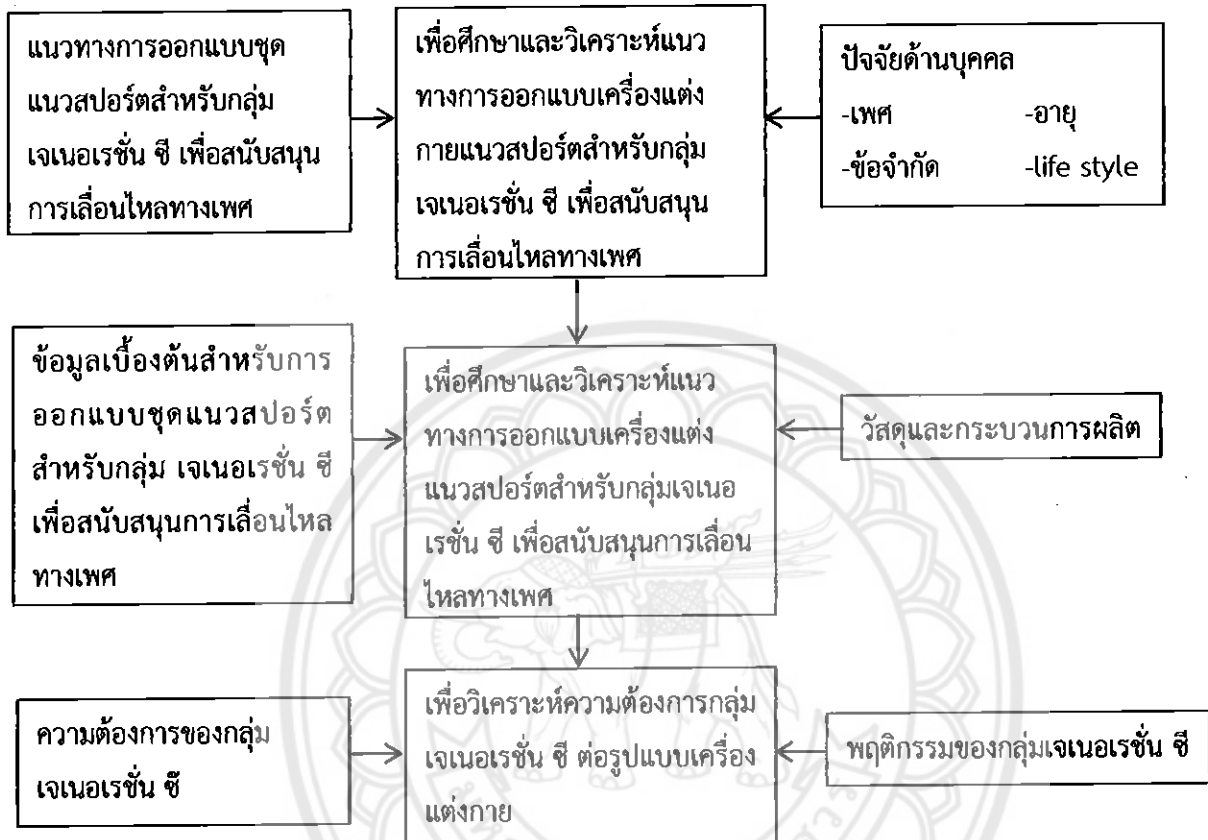 แนวทางการออกแบบชุด
แนวสปอร์ตสำหรับกลุ่ม
เจเนอเรชั่น ซี เพื่อสนับสนุน
การเลื่อนไหลทางเพศ
เพื่อศึกษาและวิเคราะห์แนว
ทางการออกแบบเครื่องแต่ง
กายแนวสปอร์ตสำหรับกลุ่ม
เจเนอเรชั่น ซี เพื่อสนับสนุน
การเลื่อนไหลทางเพศ
ปัจจัยด้านบุคคล
-เพศ -อายุ
-ข้อจำกัด -life style
ข้อมูลเบื้องต้นสำหรับการ
ออกแบบชุดแนวสปอร์ต
สำหรับกลุ่ม เจเนอเรชั่น ซี
เพื่อสนับสนุนการเลื่อนไหล
ทางเพศ
เพื่อศึกษาและวิเคราะห์แนว
ทางการออกแบบเครื่องแต่ง
แนวสปอร์ตสำหรับกลุ่มเจเนอ
เรชั่น ซี เพื่อสนับสนุนการเลื่อน
ไหลทางเพศ
วัสดุและกระบวนการผลิต
ความต้องการของกลุ่ม
เจเนอเรชั่น ซี
เพื่อวิเคราะห์ความต้องการกลุ่ม
เจเนอเรชั่น ซี ต่อรูปแบบเครื่อง
แต่งกาย
พฤติกรรมของกลุ่มเจเนอเรชั่น ซี